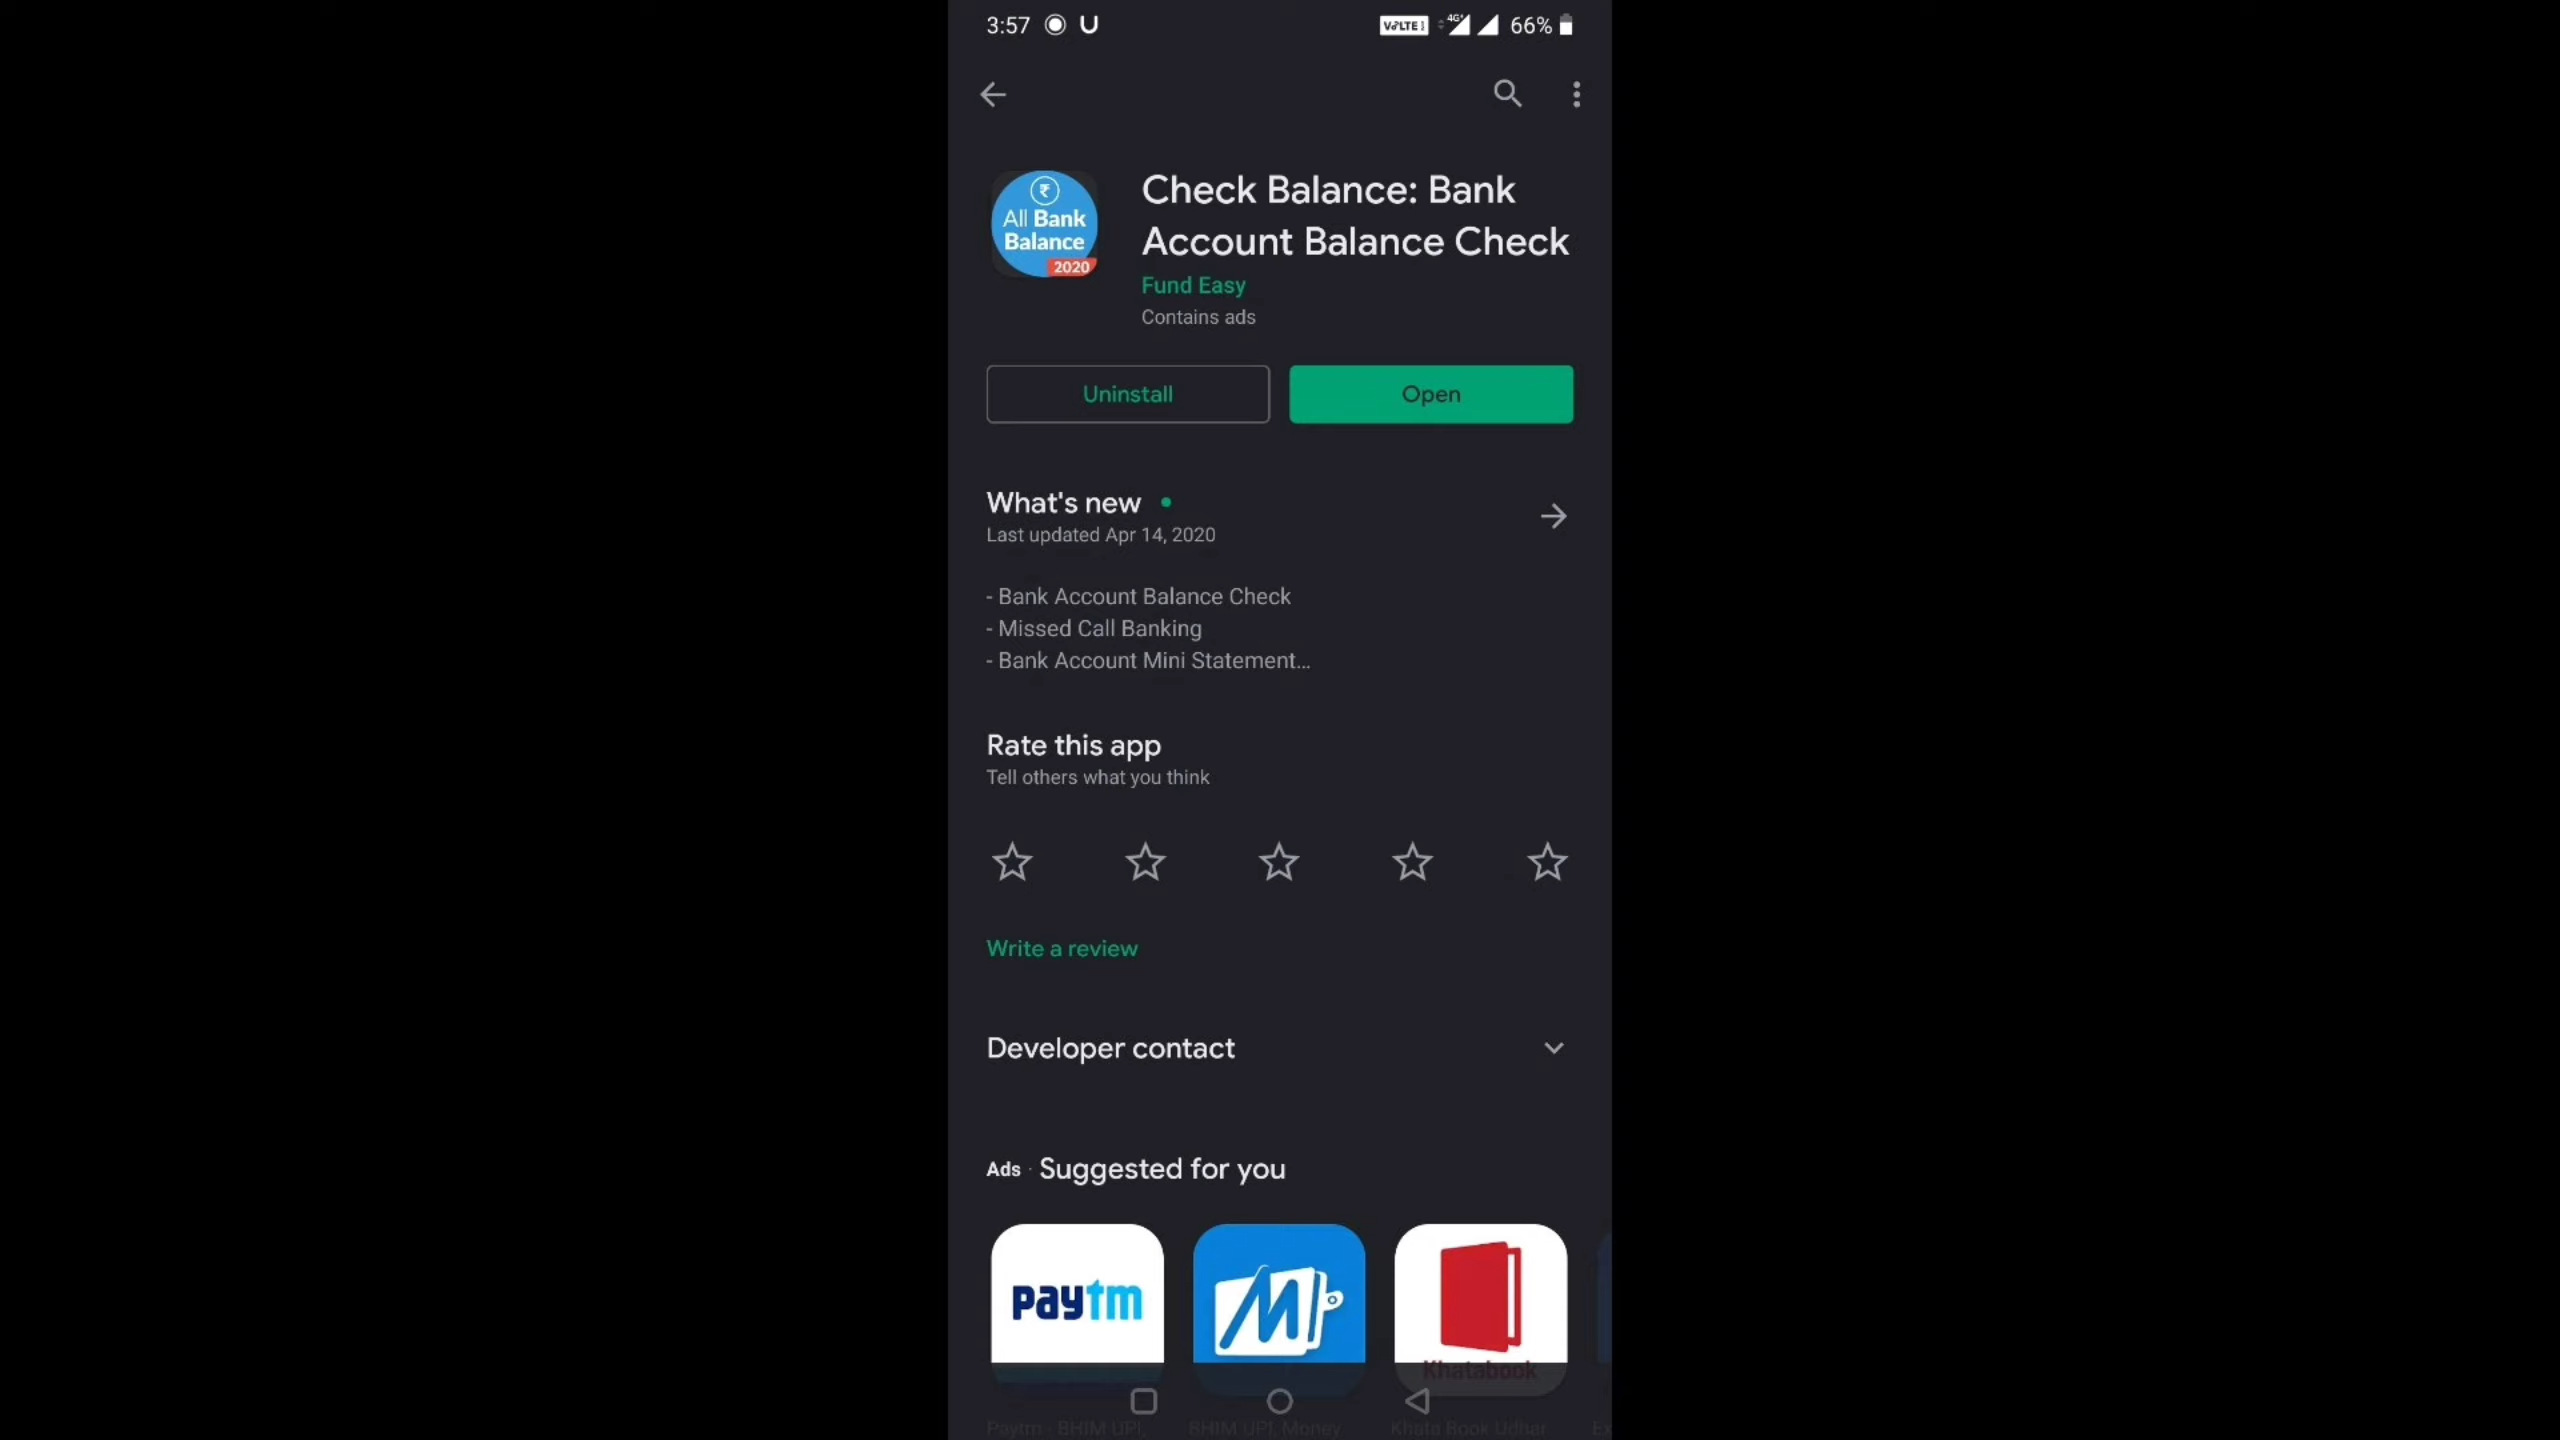 3:57 U VoLTE 4G+ 66%
₹
All Bank
Balance
2020
Check Balance: Bank
Account Balance Check
Fund Easy
Contains ads
Uninstall
Open
What's new
Last updated Apr 14, 2020
- Bank Account Balance Check
- Missed Call Banking
- Bank Account Mini Statement...
Rate this app
Tell others what you think
Write a review
Developer contact
Ads · Suggested for you
paytm
M
Khatabook
Paytm - BHIM UPI,
BHIM UPI, Money
Khata Book Udhar
Ex